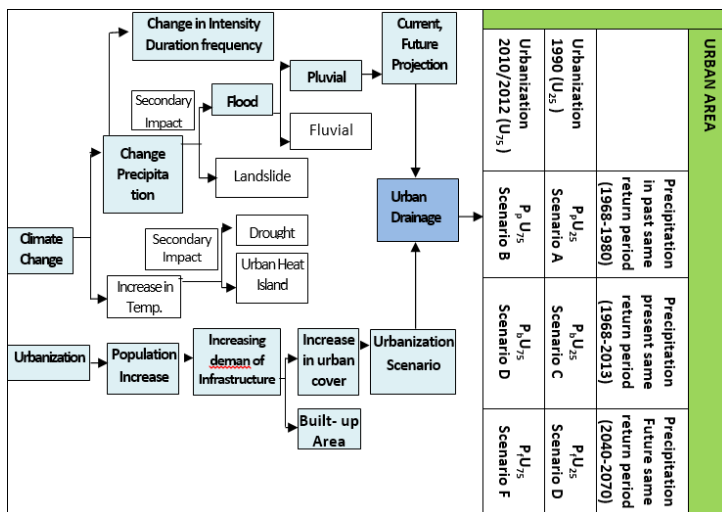 Change in Intensity
Duration frequency
Current,
Future
Projection
Pluvial
Secondary
Impact
Flood
Fluvial
Change
Precipita
tion
Landslide
Urban
Drainage
Climate
Change
Secondary
Impact
Drought
Urban Heat
Island
Increase in
Temp.
Urbanization
Population
Increase
Increasing
deman of
Infrastructure
Increase
in urban
cover
Urbanization
Scenario
Built- up
Area
URBAN AREA
Precipitation
in past same
return period
(1968-1980)
Precipitation
present same
return period
(1968-2013)
Precipitation
Future same
return period
(2040-2070)
Urbanization
1990 (U25)
PpU25
Scenario A
PbU25
Scenario C
PfU25
Scenario D
Urbanization
2010/2012 (U75)
PpU75
Scenario B
PbU75
Scenario D
PfU75
Scenario F